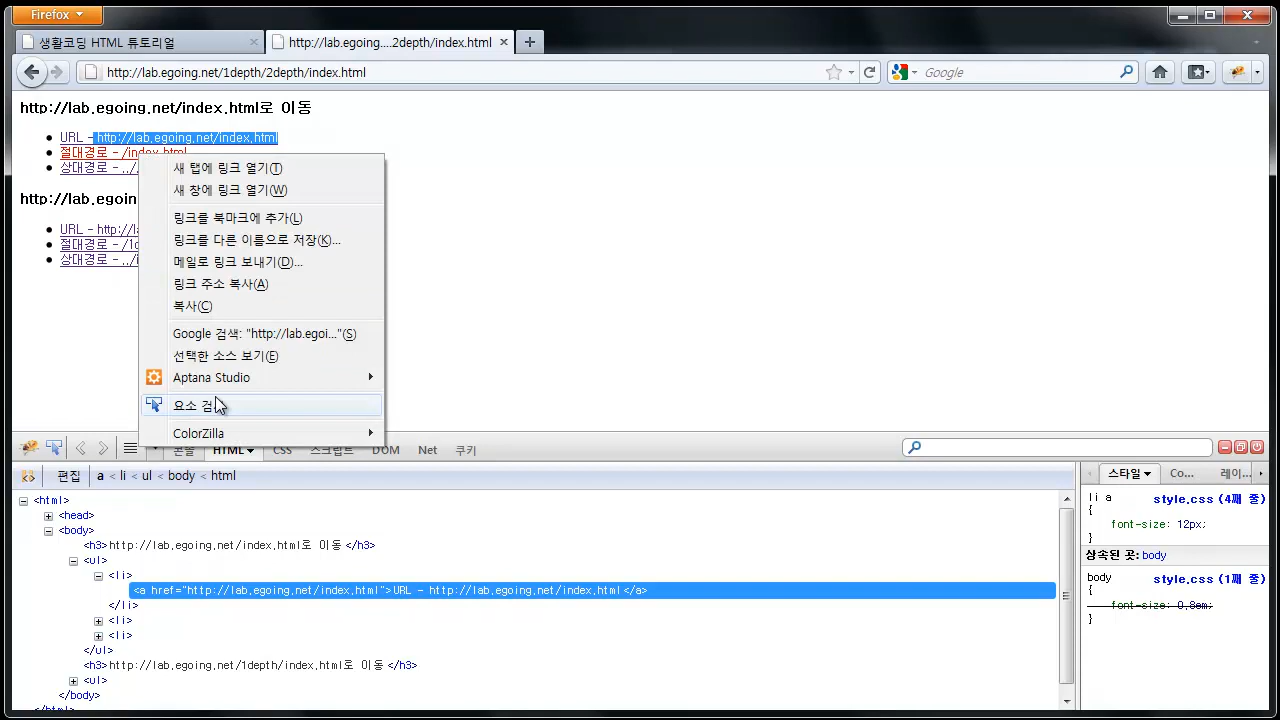 Firefox
생활코딩 HTML 튜토리얼
http://lab.egoing....2depth/index.html
http://lab.egoing.net/1depth/2depth/index.html
Google
http://lab.egoing.net/index.html로 이동
URL - http://lab.egoing.net/index.html
절대경로 - /index.html
상대경로 - ../
http://lab.egoin
URL - http://la
절대경로 - /1d
상대경로 - ../i
새 탭에 링크 열기(T)
새 창에 링크 열기(W)
링크를 북마크에 추가(L)
링크를 다른 이름으로 저장(K)...
메일로 링크 보내기(D)...
링크 주소 복사(A)
복사(C)
Google 검색: "http://lab.egoi..."(S)
선택한 소스 보기(E)
Aptana Studio
요소 검
ColorZilla
콘솔 HTML CSS 스크립트 DOM Net 쿠키
편집 a < li < ul < body < html
스타일 Co... 레이...
<html>
<head>
<body>
<h3>http://lab.egoing.net/index.html로 이동</h3>
<ul>
<li>
<a href="http://lab.egoing.net/index.html">URL - http://lab.egoing.net/index.html</a>
</li>
<li>
<li>
</ul>
<h3>http://lab.egoing.net/1depth/index.html로 이동</h3>
<ul>
</body>
</html>
li a style.css (4째 줄)
{
font-size: 12px;
}
상속된 곳: body
body style.css (1째 줄)
{
font-size: 0.8em;
}